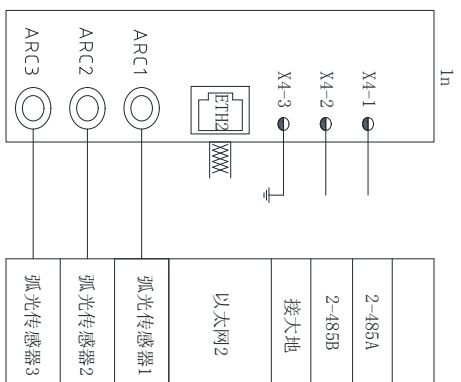 1n
X4-1
X4-2
X4-3
ETH2
ARC1
ARC2
ARC3
2-485A
2-485B
接大地
以太网2
弧光传感器1
弧光传感器2
弧光传感器3